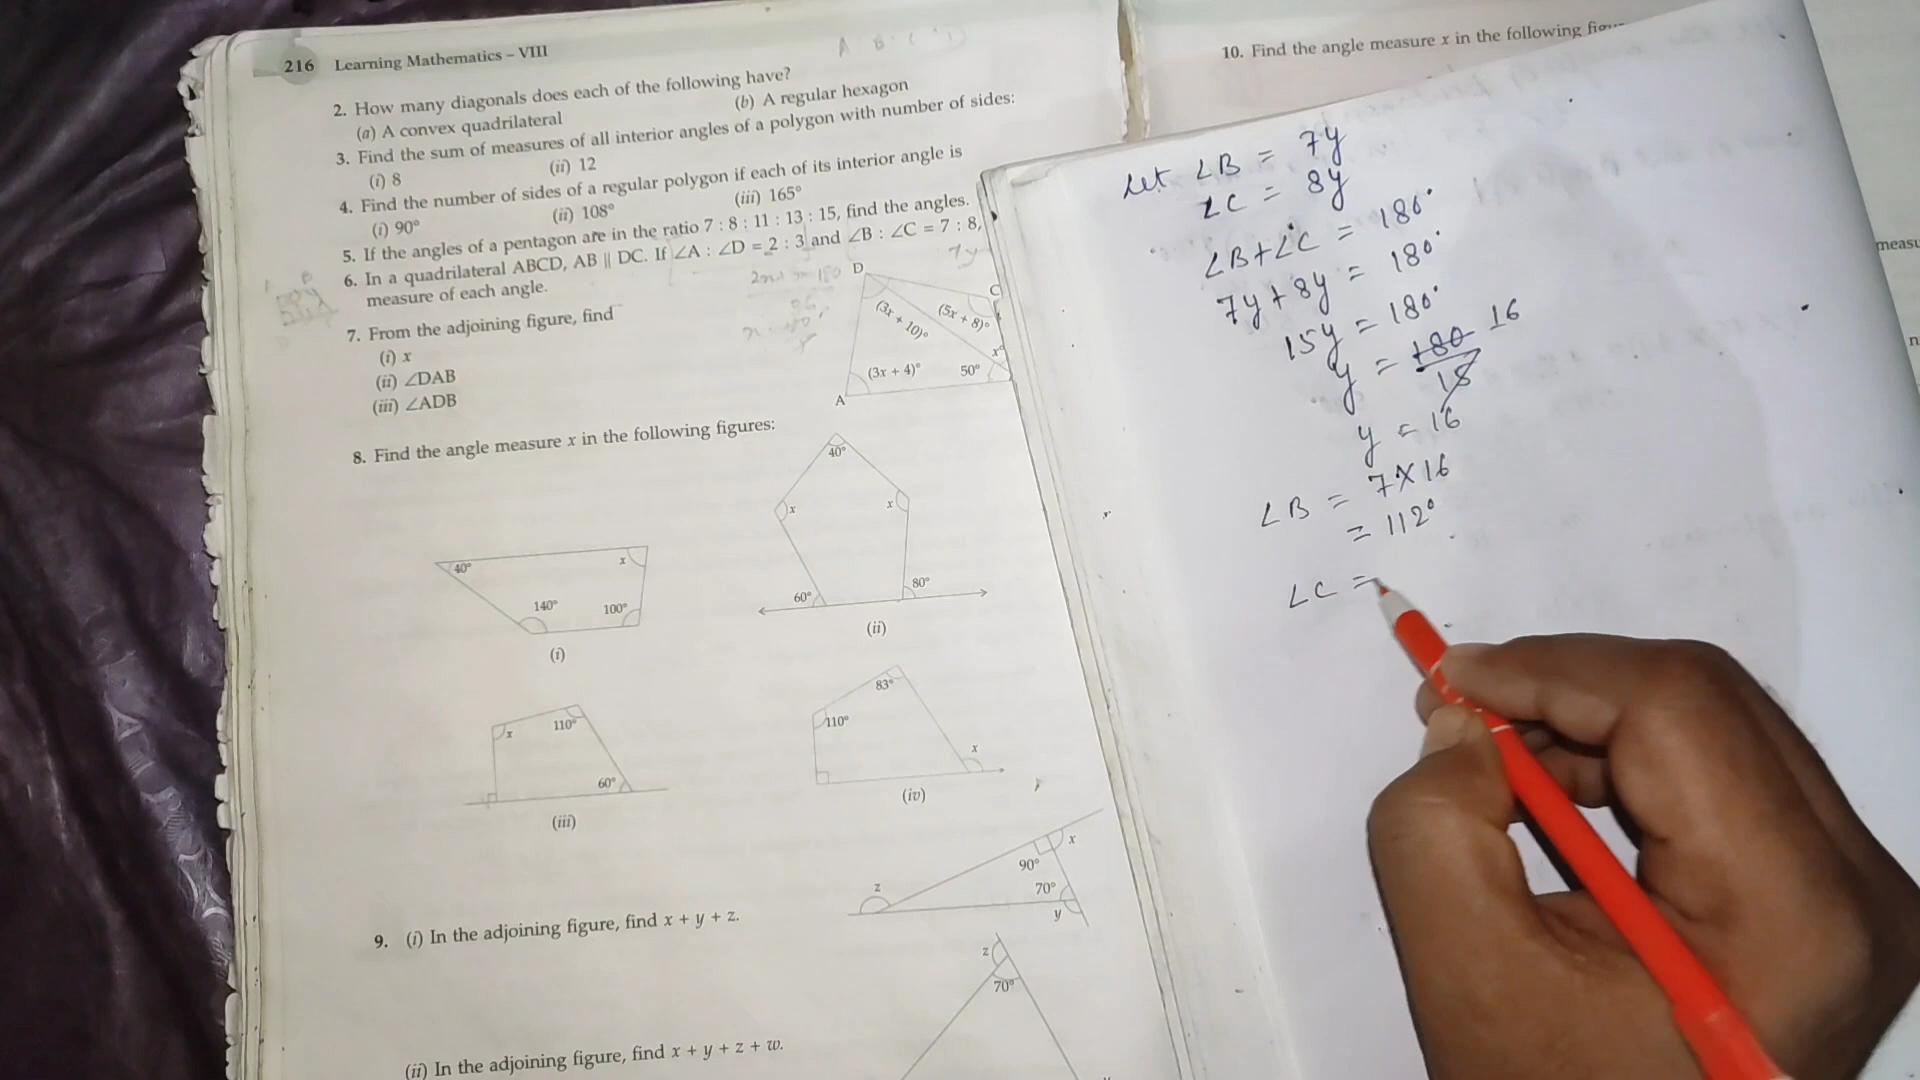 216 Learning Mathematics – VIII
2. How many diagonals does each of the following have?
(a) A convex quadrilateral (b) A regular hexagon
3. Find the sum of measures of all interior angles of a polygon with number of sides:
(i) 8 (ii) 12
4. Find the number of sides of a regular polygon if each of its interior angle is
(i) 90° (ii) 108° (iii) 165°
5. If the angles of a pentagon are in the ratio 7 : 8 : 11 : 13 : 15, find the angles.
6. In a quadrilateral ABCD, AB || DC. If ∠A : ∠D = 2 : 3 and ∠B : ∠C = 7 : 8,
measure of each angle.
7. From the adjoining figure, find
(i) x
(ii) ∠DAB
(iii) ∠ADB
D
C
(3x + 10)°
(5x + 8)°
x°
(3x + 4)°
50°
A
8. Find the angle measure x in the following figures:
40°
x
140°
100°
(i)
40°
x
x
60°
80°
(ii)
x
110°
60°
(iii)
83°
110°
x
(iv)
9. (i) In the adjoining figure, find x + y + z.
x
90°
70°
z
y
(ii) In the adjoining figure, find x + y + z + w.
z
70°
10. Find the angle measure x in the following
Let ∠B = 7y
∠C = 8y
∠B+∠C = 180°
7y + 8y = 180°
15y = 180°
y = 180/15 16
y = 16
∠B = 7×16
= 112°
∠C =